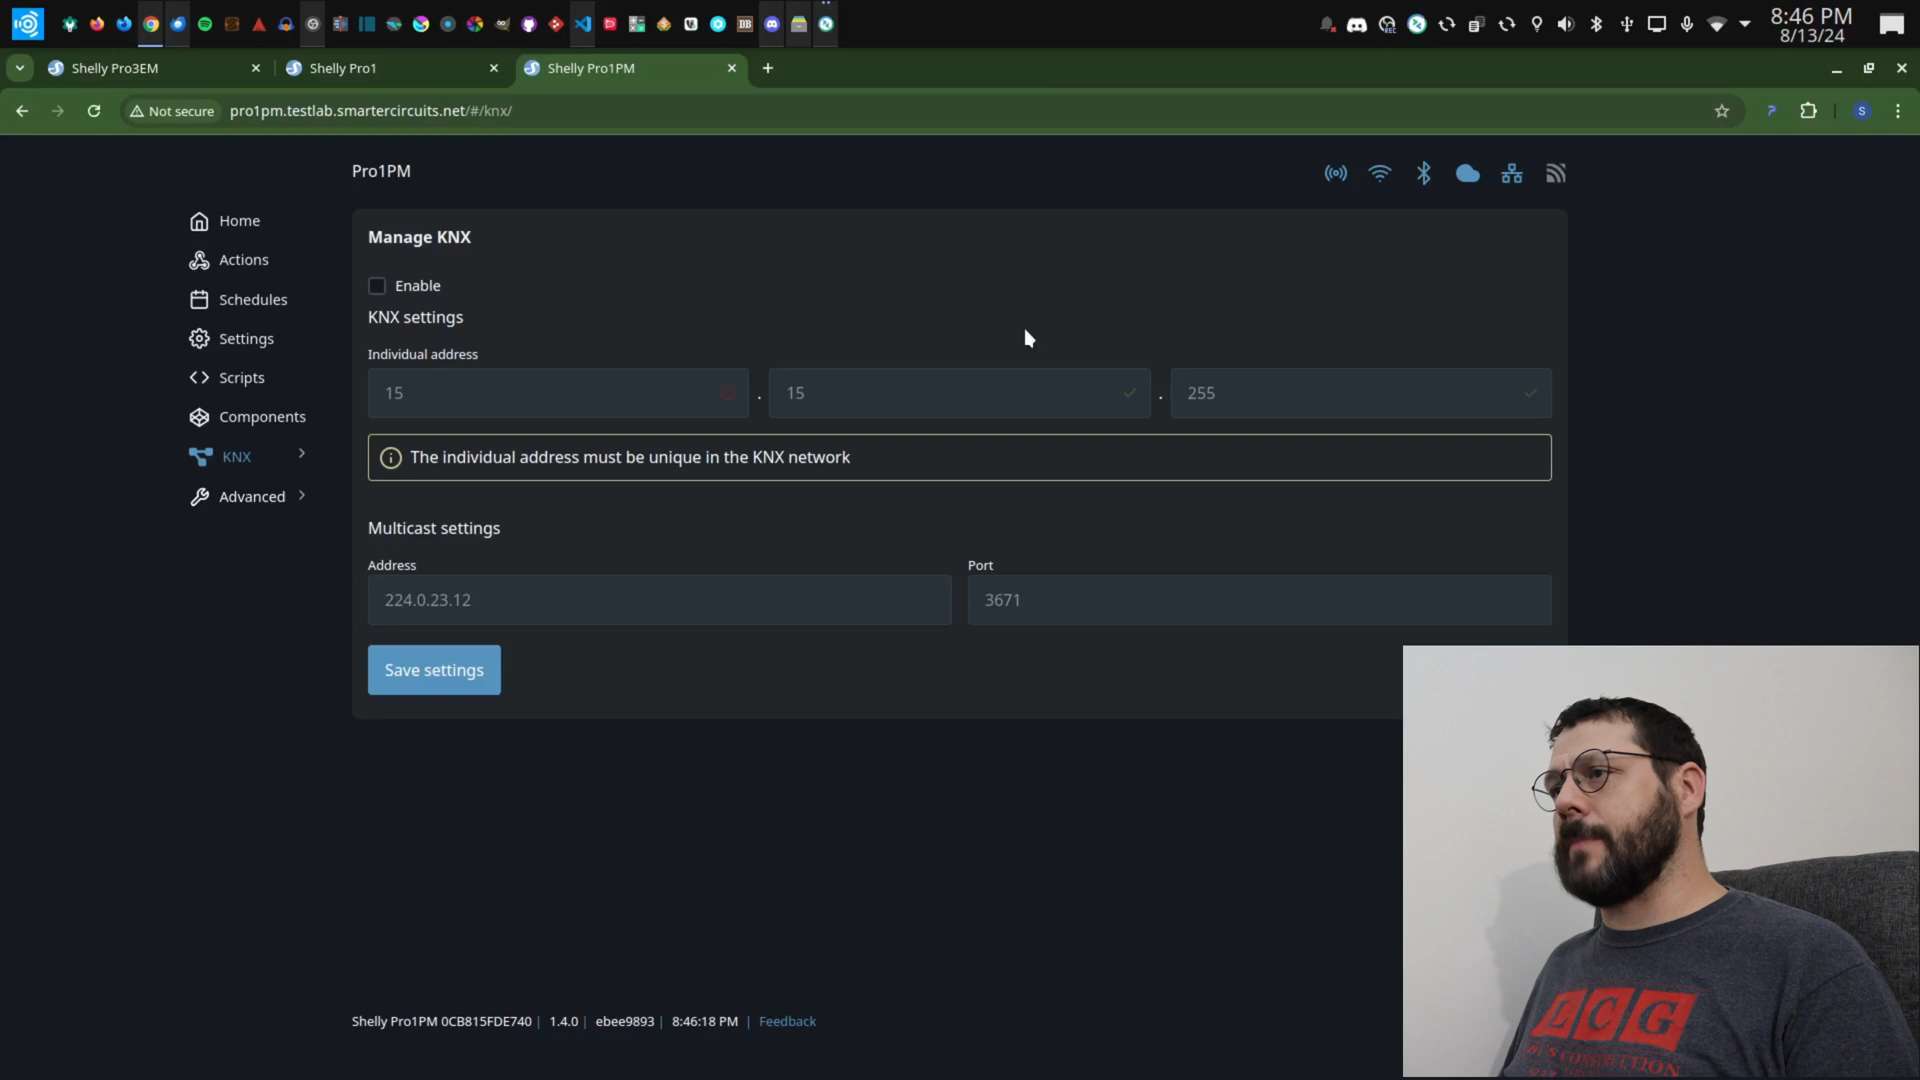 8:46 PM
8/13/24
Shelly Pro3EM
Shelly Pro1
Shelly Pro1PM
Not secure
pro1pm.testlab.smartercircuits.net/#/knx/
S
REC
DB
Pro1PM
Home
Actions
Schedules
Settings
Scripts
Components
KNX
Advanced
Manage KNX
Enable
KNX settings
Individual address
15 . 15 . 255
The individual address must be unique in the KNX network
Multicast settings
Address
Port
224.0.23.12
3671
Save settings
Shelly Pro1PM 0CB815FDE740 | 1.4.0 | ebee9893 | 8:46:18 PM | Feedback
LCG